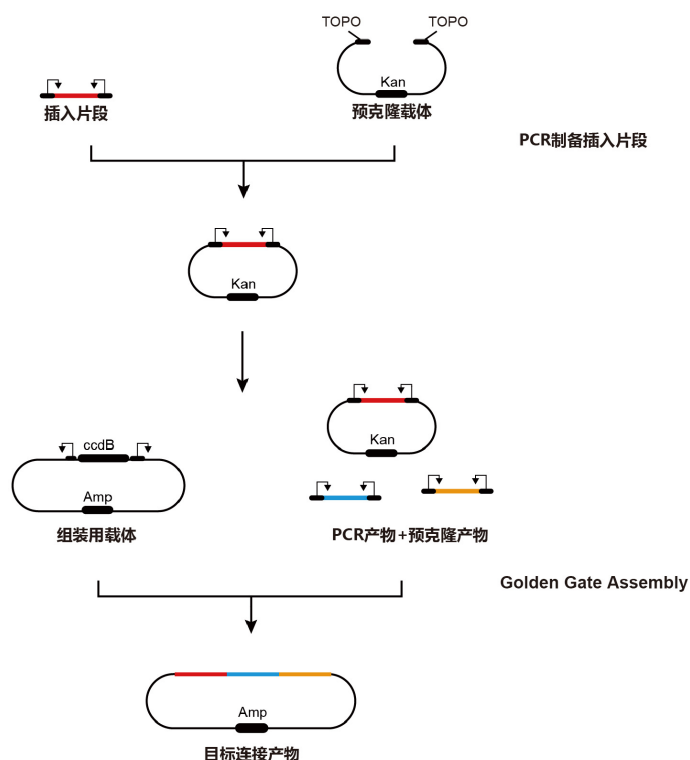 TOPO
TOPO
Kan
插入片段
预克隆载体
PCR制备插入片段
Kan
ccdB
Amp
组装用载体
Kan
PCR产物+预克隆产物
Golden Gate Assembly
Amp
目标连接产物